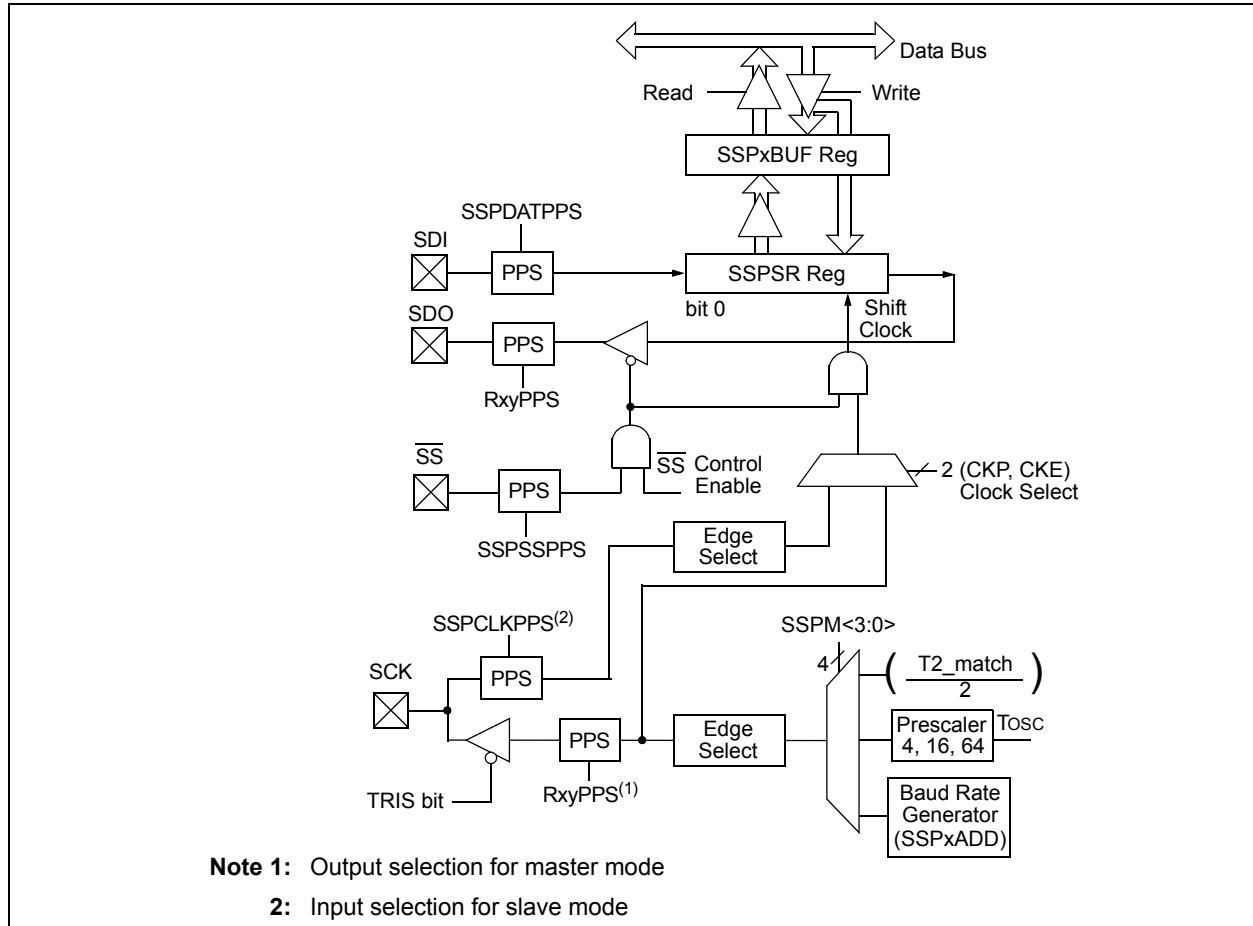 Data Bus
Read
Write
SSPxBUF Reg
SSPDATPPS
SDI
PPS
SSPSR Reg
bit 0
Shift
Clock
SDO
PPS
RxyPPS
SS
PPS
SSPSSPPS
SS Control
Enable
2 (CKP, CKE)
Clock Select
Edge
Select
SSPCLKPPS(2)
SCK
PPS
SSPM<3:0>
4
( T2_match
2 )
Edge
Select
PPS
RxyPPS(1)
TRIS bit
Prescaler
4, 16, 64
TOSC
Baud Rate
Generator
(SSPxADD)
Note 1: Output selection for master mode
2: Input selection for slave mode